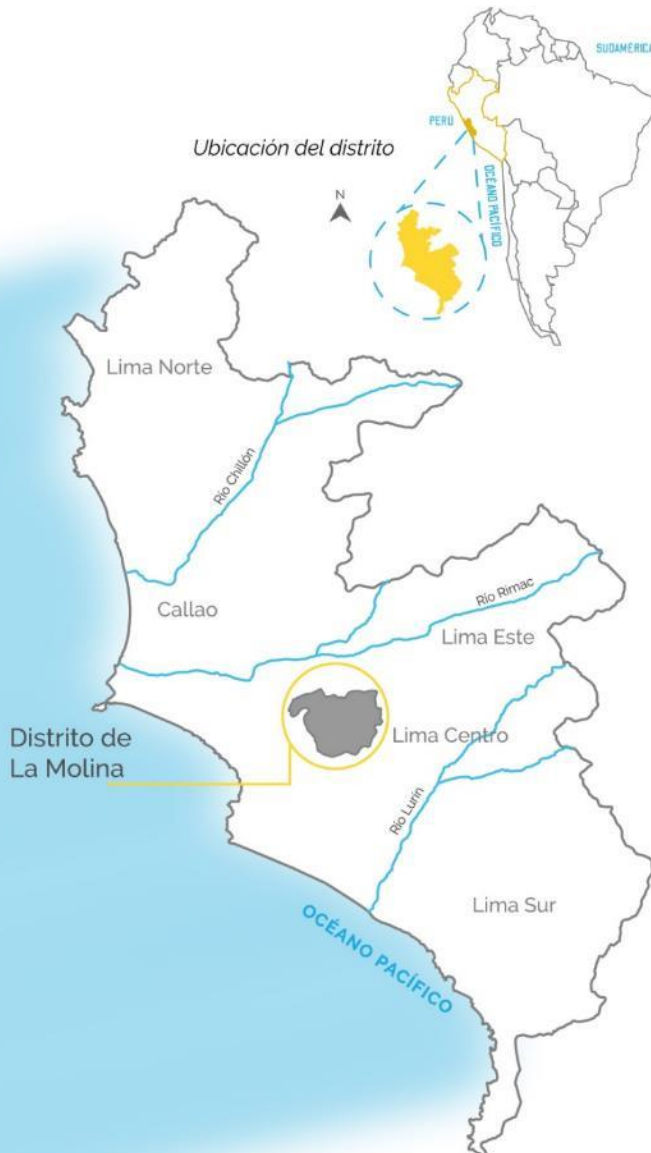 SUDAMÉRICA
PERÚ
Ubicación del distrito
OCÉANO PACÍFICO
N
Lima Norte
Río Chillón
Callao
Río Rimac
Lima Este
Distrito de
La Molina
Lima Centro
Río Lurín
Lima Sur
OCÉANO PACÍFICO